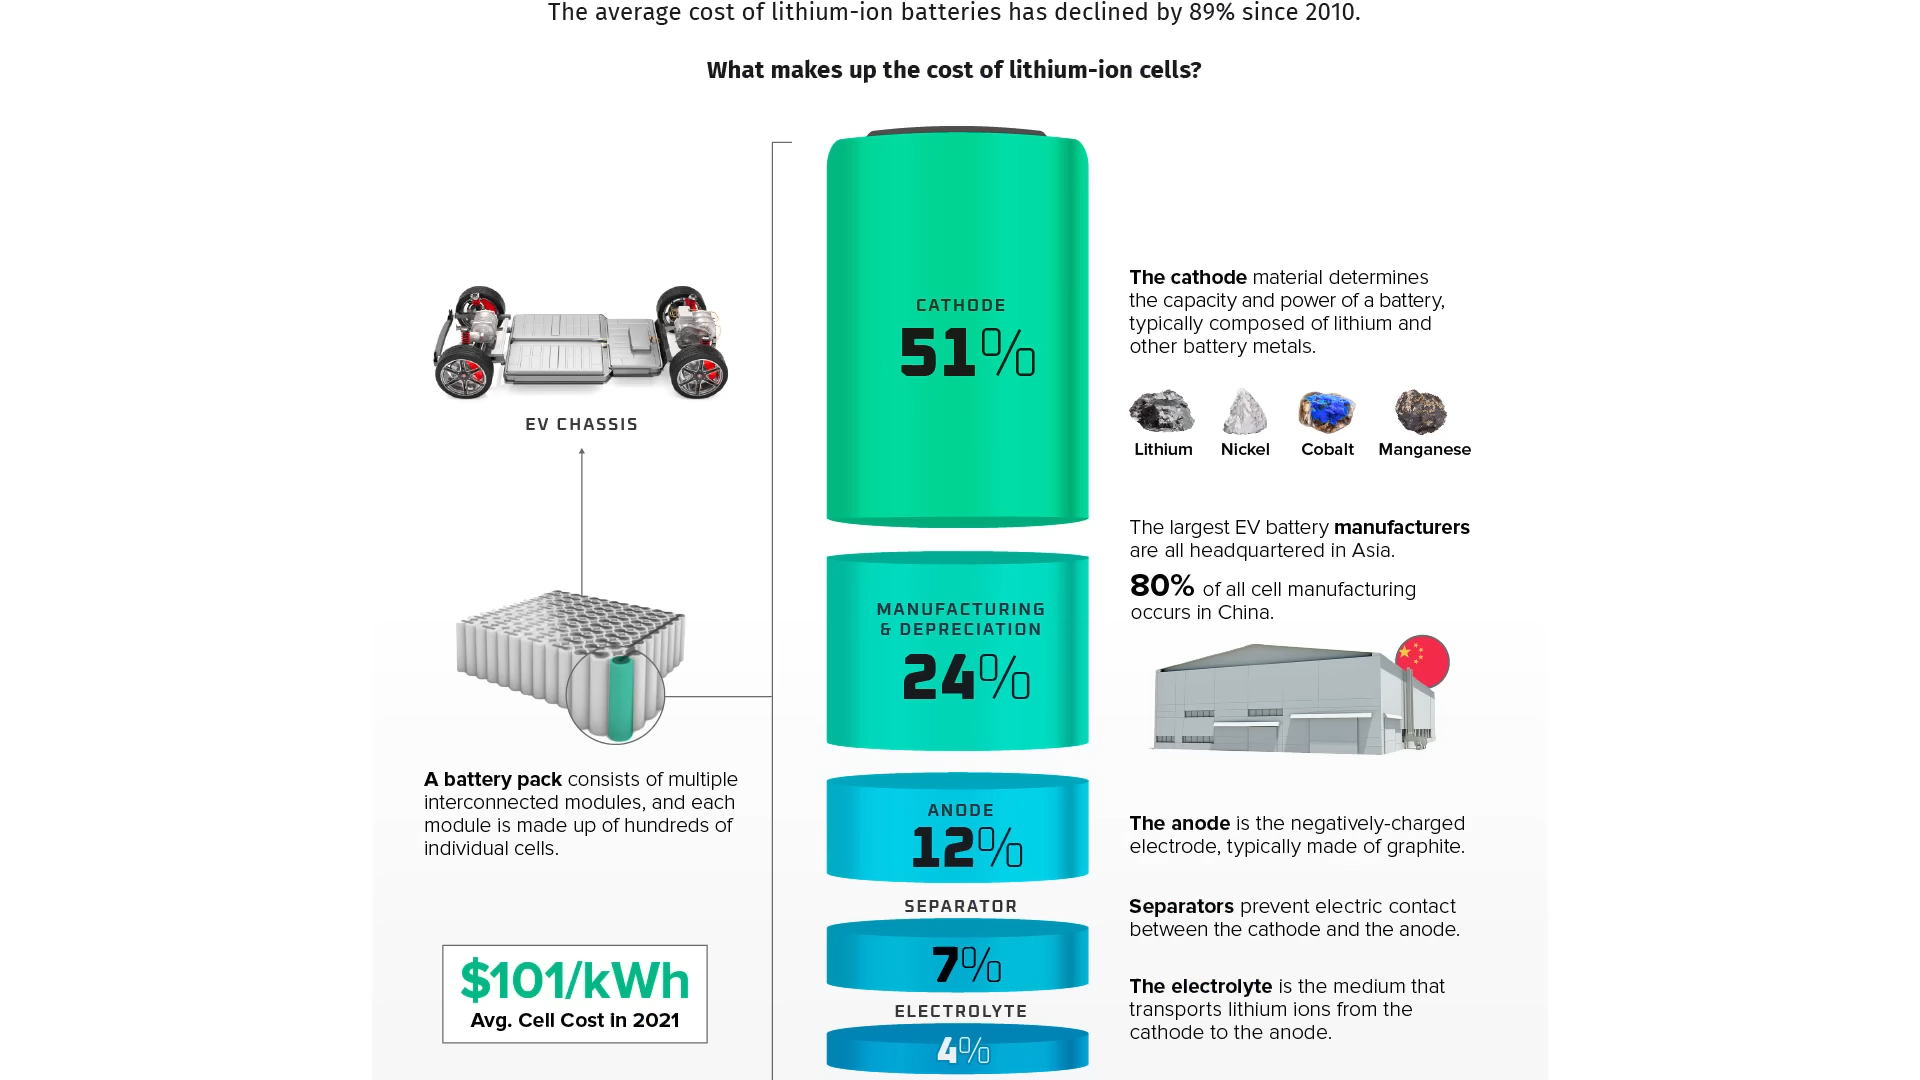 The average cost of lithium-ion batteries has declined by 89% since 2010.
What makes up the cost of lithium-ion cells?
CATHODE
51%
The cathode material determines
the capacity and power of a battery,
typically composed of lithium and
other battery metals.
Lithium Nickel Cobalt Manganese
EV CHASSIS
The largest EV battery manufacturers
are all headquartered in Asia.
80% of all cell manufacturing
occurs in China.
MANUFACTURING
& DEPRECIATION
24%
A battery pack consists of multiple
interconnected modules, and each
module is made up of hundreds of
individual cells.
ANODE
12%
The anode is the negatively-charged
electrode, typically made of graphite.
SEPARATOR
7%
Separators prevent electric contact
between the cathode and the anode.
$101/kWh
Avg. Cell Cost in 2021
ELECTROLYTE
4%
The electrolyte is the medium that
transports lithium ions from the
cathode to the anode.